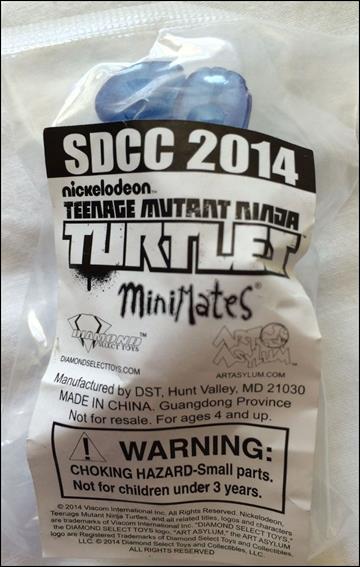 SDCC 2014
nickelodeon™
TEENAGE MUTANT NINJA
TURTLES™
MiniMates®
DIAMOND™
SELECT TOYS
ART
ASYLUM™
DIAMONDSELECTTOYS.COM
ARTASYLUM.COM
Manufactured by DST, Hunt Valley, MD 21030
MADE IN CHINA. Guangdong Province
Not for resale. For ages 4 and up.
WARNING:
CHOKING HAZARD-Small parts.
Not for children under 3 years.
© 2014 Viacom International Inc. All Rights Reserved. Nickelodeon,
Teenage Mutant Ninja Turtles, and all related titles, logos and characters
are trademarks of Viacom International Inc. "DIAMOND SELECT TOYS,"
the "DIAMOND SELECT TOYS" logo, "ART ASYLUM," the "ART ASYLUM"
logo are Registered Trademarks of Diamond Select Toys and Collectibles,
LLC. © 2014 Diamond Select Toys and Collectibles, LLC.
ALL RIGHTS RESERVED